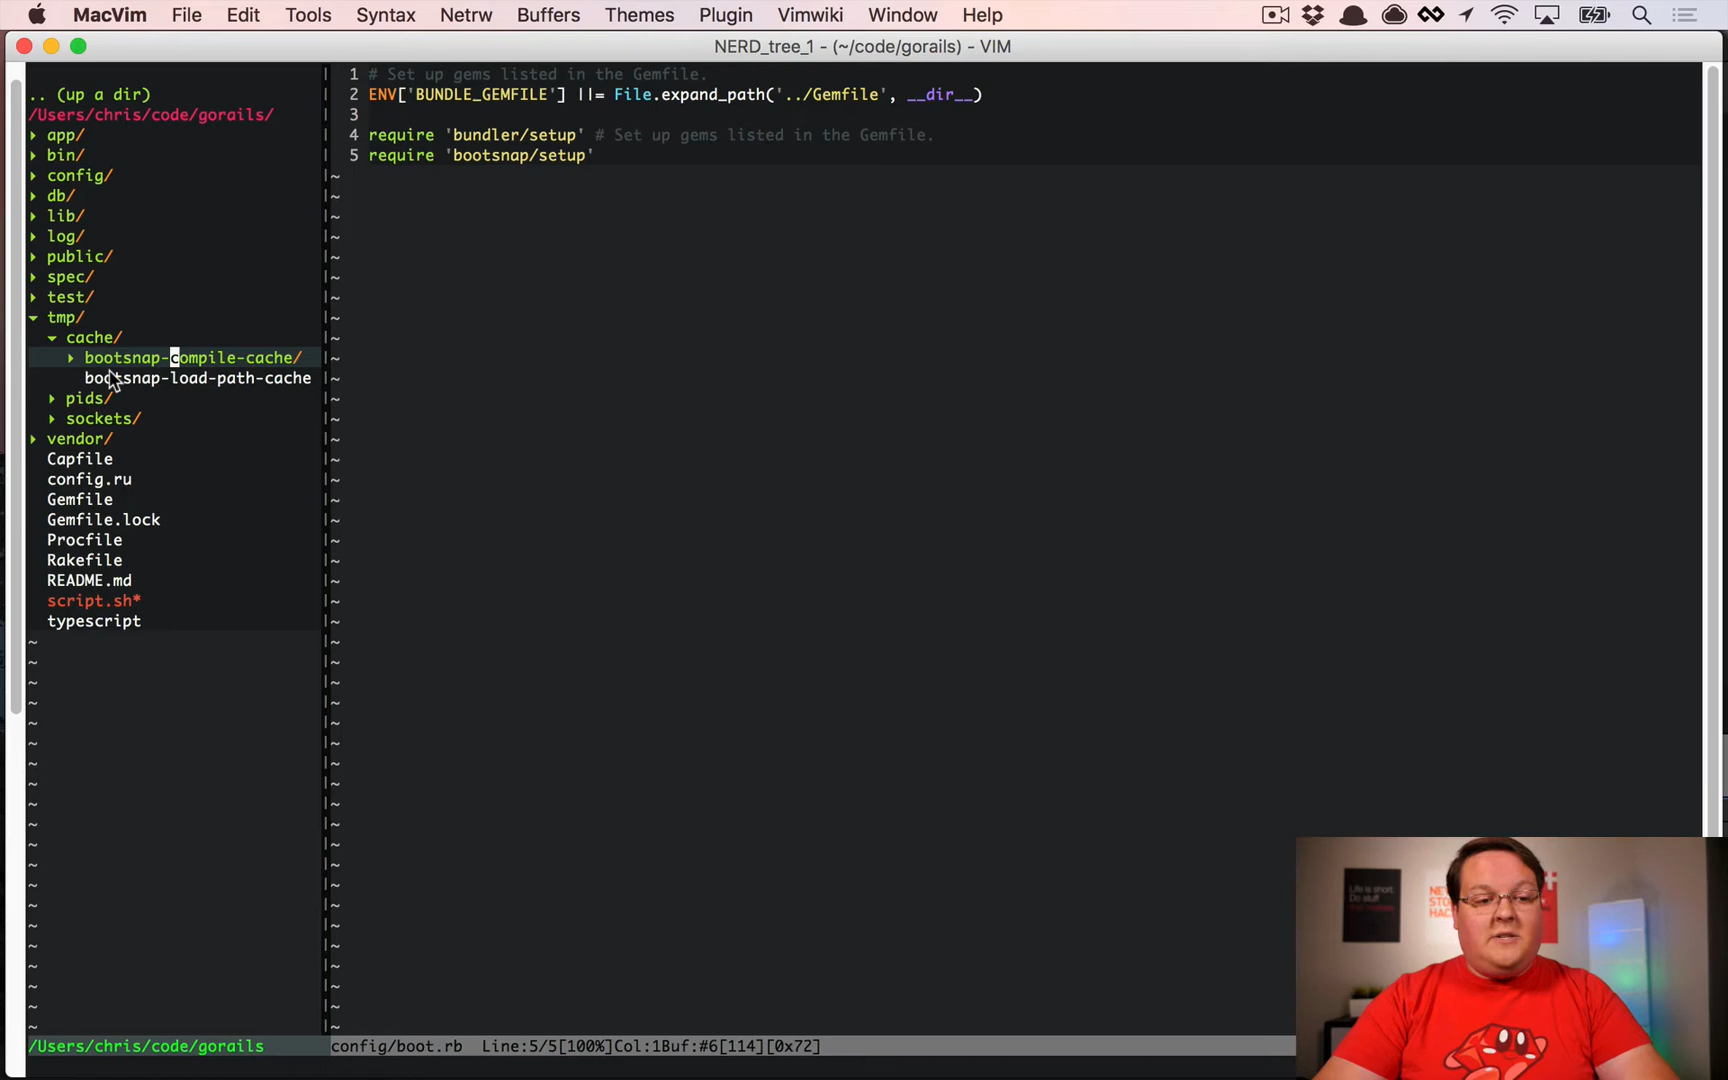 MacVim File Edit Tools Syntax Netrw Buffers Themes Plugin Vimwiki Window Help
NERD_tree_1 - (~/code/gorails) - VIM
.. (up a dir)
/Users/chris/code/gorails/
app/
bin/
config/
db/
lib/
log/
public/
spec/
test/
tmp/
cache/
bootsnap-compile-cache/
bootsnap-load-path-cache
pids/
sockets/
vendor/
Capfile
config.ru
Gemfile
Gemfile.lock
Procfile
Rakefile
README.md
script.sh*
typescript
1 # Set up gems listed in the Gemfile.
2 ENV['BUNDLE_GEMFILE'] ||= File.expand_path('../Gemfile', __dir__)
3
4 require 'bundler/setup' # Set up gems listed in the Gemfile.
5 require 'bootsnap/setup'
Life is short.
Do stuff
/Users/chris/code/gorails
config/boot.rb Line:5/5[100%]Col:1Buf:#6[114][0x72]